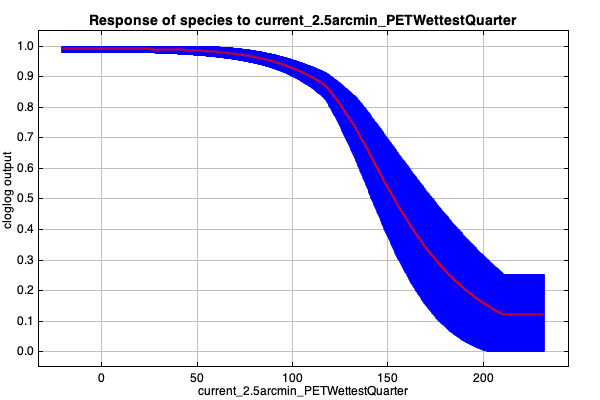 Response of species to current_2.5arcmin_PETWettestQuarter
1.0
0.9
0.8
0.7
0.6
0.5
0.4
0.3
0.2
0.1
0.0
cloglog output
0 50 100 150 200
current_2.5arcmin_PETWettestQuarter